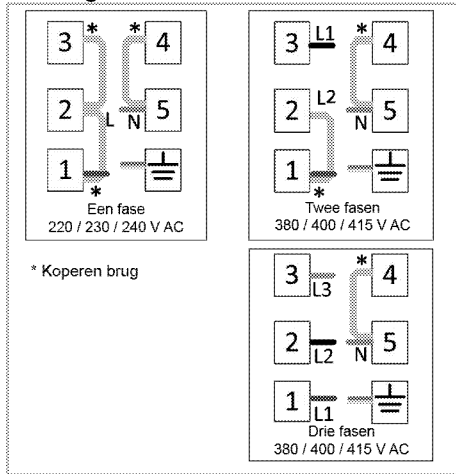 3 * * 4
2 L N 5
1 *
Een fase
220 / 230 / 240 V AC
3 L1 * 4
2 L2 N 5
1 *
Twee fasen
380 / 400 / 415 V AC
* Koperen brug
3 L3 * 4
2 L2 N 5
1 L1
Drie fasen
380 / 400 / 415 V AC